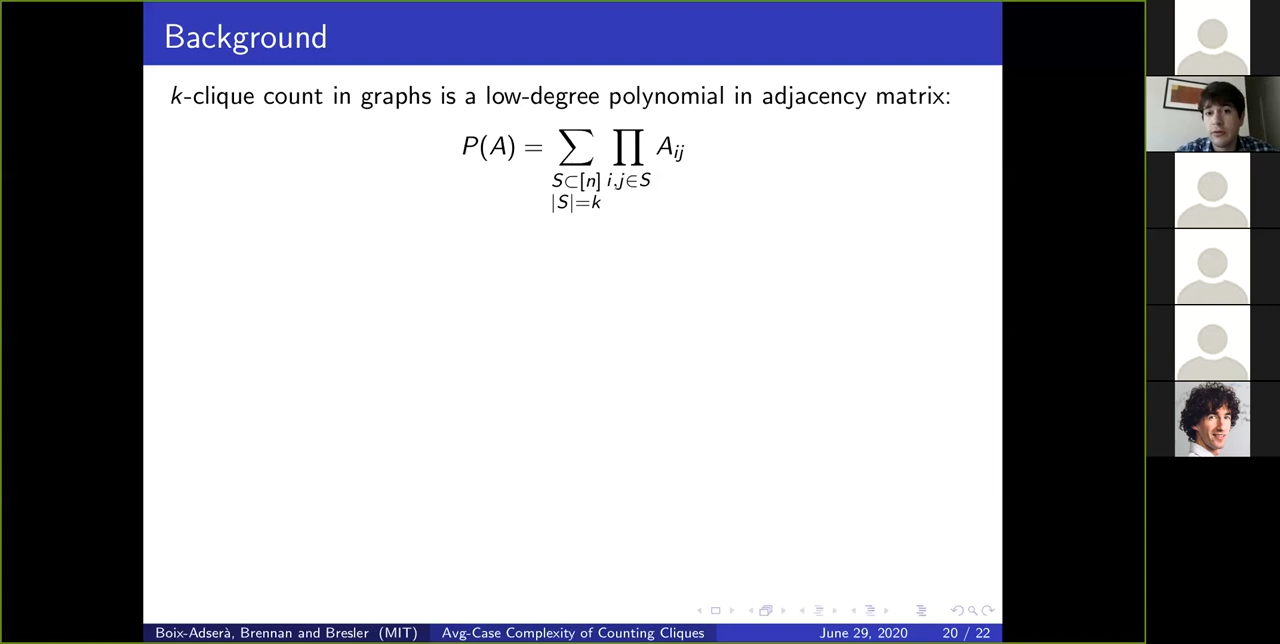 Background
k-clique count in graphs is a low-degree polynomial in adjacency matrix:
P(A) = ∑ ∏ A_ij
S⊂[n] i,j∈S
|S|=k
Boix-Adserà, Brennan and Bresler (MIT) Avg-Case Complexity of Counting Cliques June 29, 2020 20 / 22